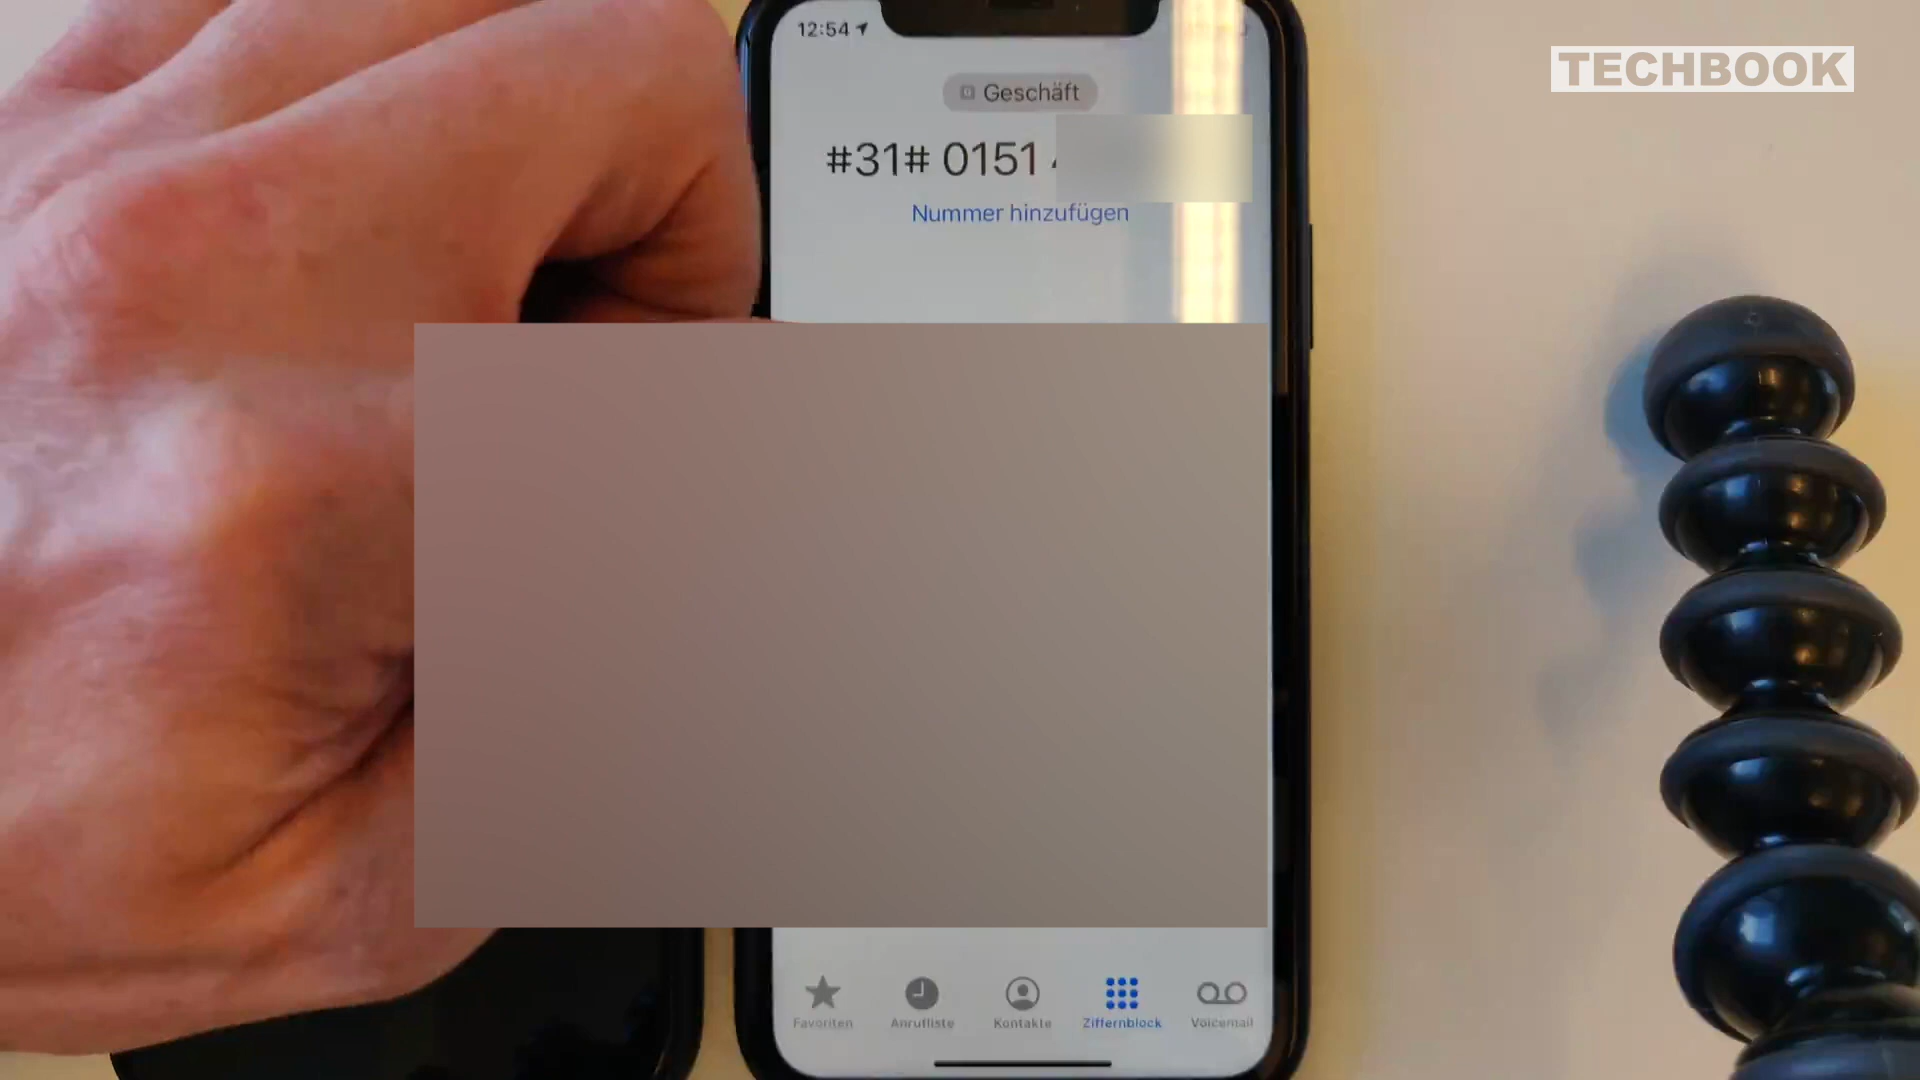 12:54
TECHBOOK
Geschäft
#31# 0151
Nummer hinzufügen
Favoriten
Anrufliste
Kontakte
Ziffernblock
Voicemail